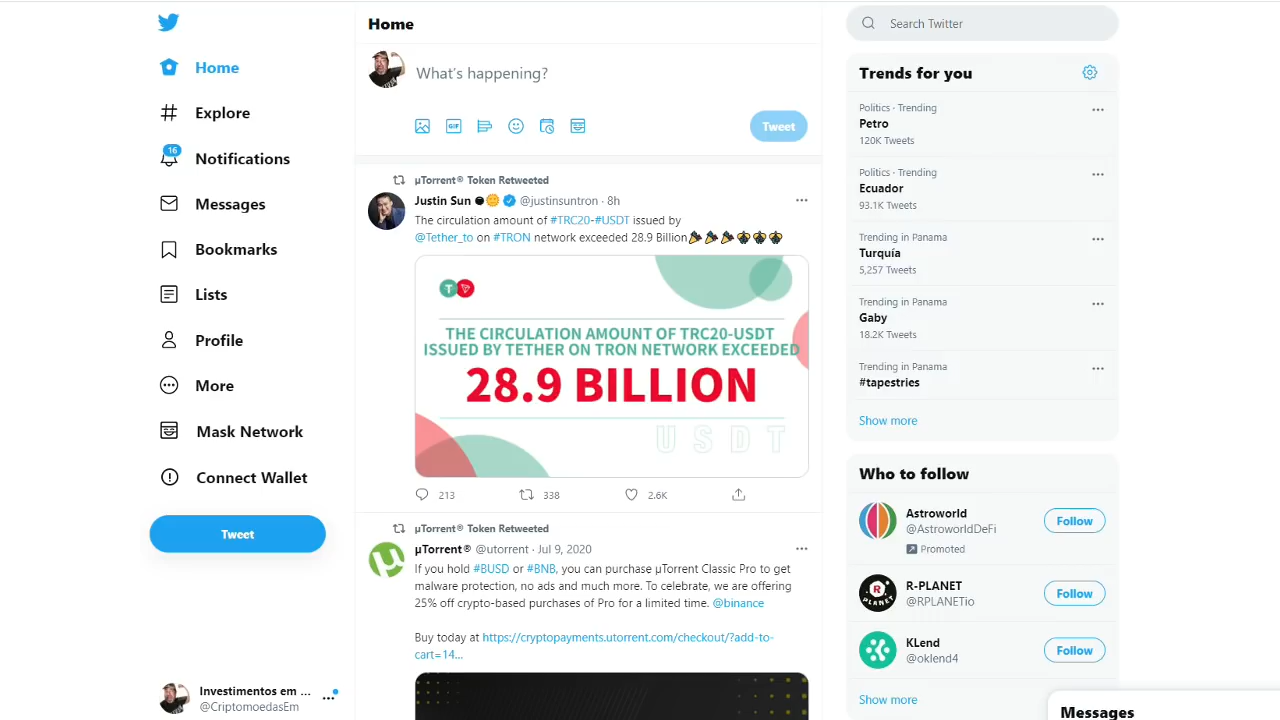 Home
Explore
16
Notifications
Messages
Bookmarks
Lists
Profile
More
Mask Network
Connect Wallet
Tweet
Investimentos em ...
@CriptomoedasEm
Home
What's happening?
GIF
Tweet
µTorrent® Token Retweeted
Justin Sun @justinsuntron · 8h
The circulation amount of #TRC20-#USDT issued by
@Tether_to on #TRON network exceeded 28.9 Billion
THE CIRCULATION AMOUNT OF TRC20-USDT
ISSUED BY TETHER ON TRON NETWORK EXCEEDED
28.9 BILLION
USDT
213 338 2.6K
µTorrent® Token Retweeted
µTorrent® @utorrent · Jul 9, 2020
If you hold #BUSD or #BNB, you can purchase µTorrent Classic Pro to get
malware protection, no ads and much more. To celebrate, we are offering
25% off crypto-based purchases of Pro for a limited time. @binance
Buy today at https://cryptopayments.utorrent.com/checkout/?add-to-
cart=14...
Search Twitter
Trends for you
Politics · Trending
Petro
120K Tweets
Politics · Trending
Ecuador
93.1K Tweets
Trending in Panama
Turquía
5,257 Tweets
Trending in Panama
Gaby
18.2K Tweets
Trending in Panama
#tapestries
Show more
Who to follow
Astroworld
@AstroworldDeFi
Promoted
Follow
R-PLANET
@RPLANETio
Follow
R
PLANET
KLend
@oklend4
Follow
Show more
Messages